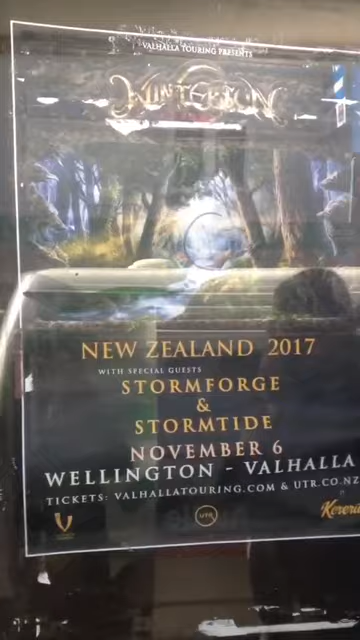 VALHALLA TOURING PRESENTS
WINTERSUN
NEW ZEALAND 2017
WITH SPECIAL GUESTS
STORMFORGE
&
STORMTIDE
NOVEMBER 6
WELLINGTON - VALHALLA
TICKETS: VALHALLATOURING.COM & UTR.CO.NZ
UTR